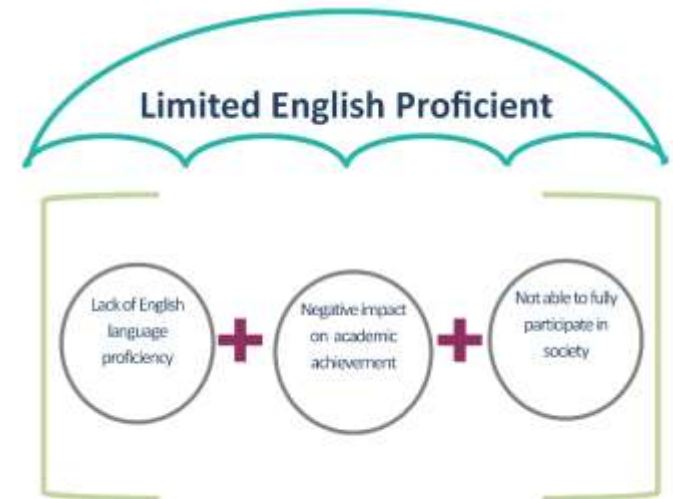 Limited English Proficient
Lack of English
language
proficiency
Negative impact
on academic
achievement
Not able to fully
participate in
society